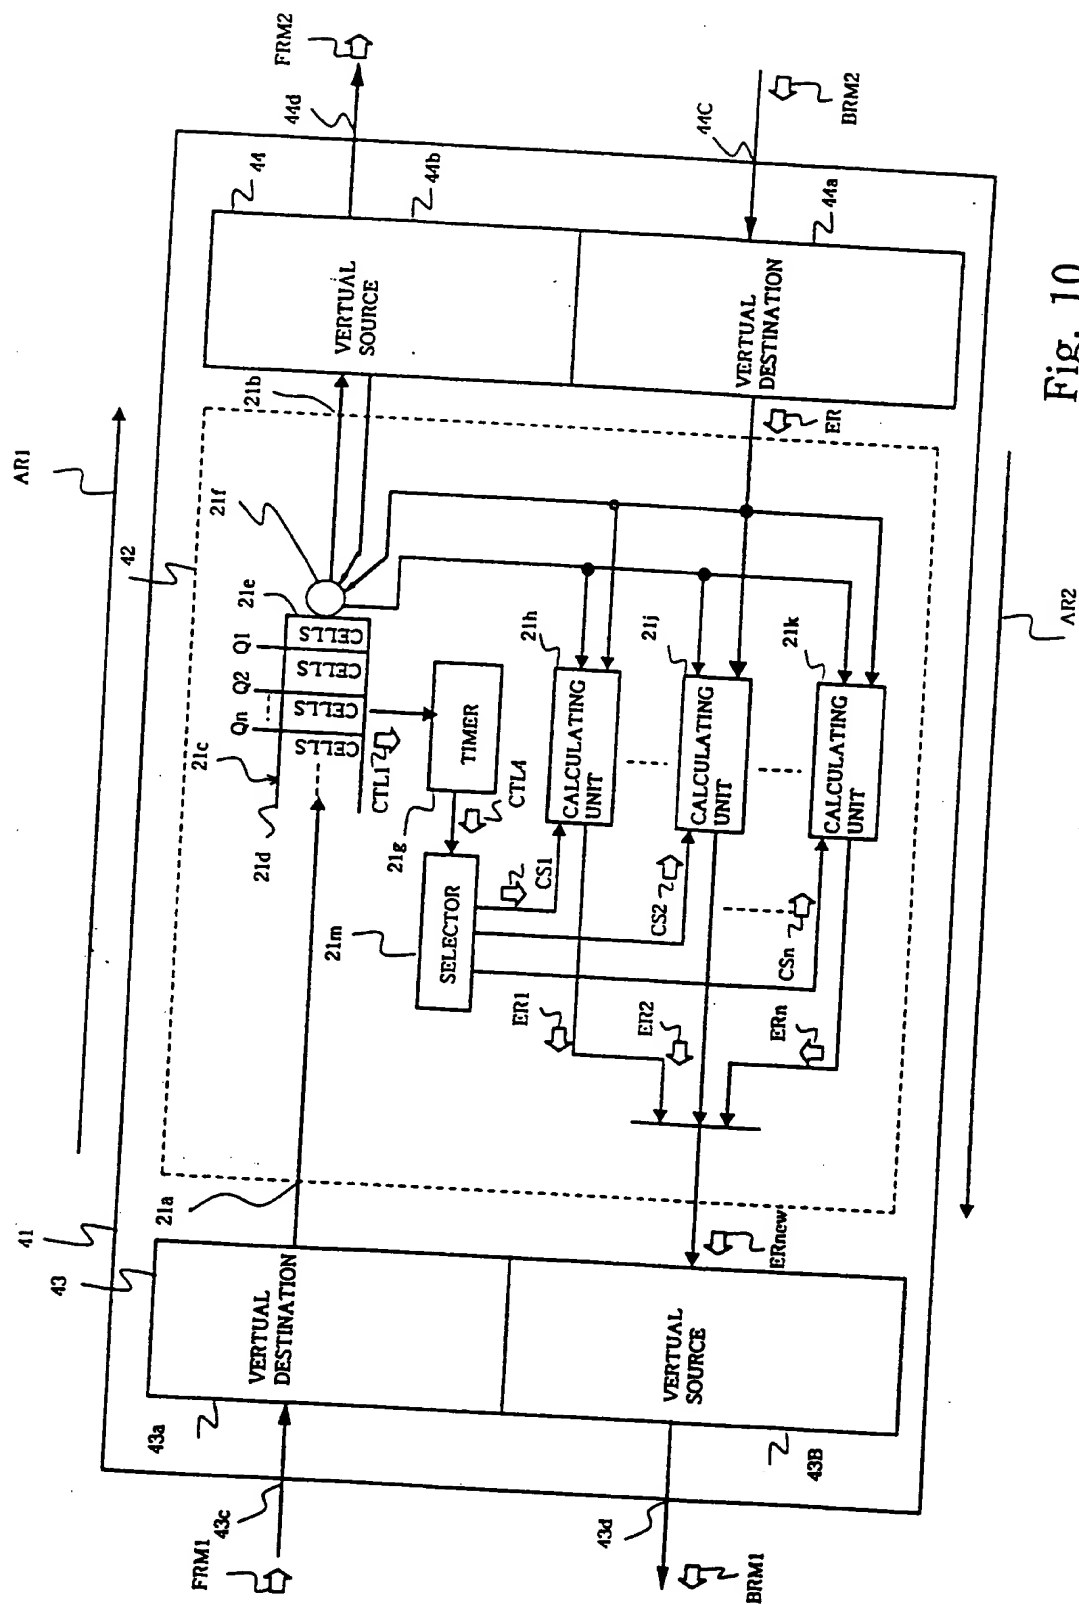 AR1
41
42
43
44
FRM1
43c
43a
VERTUAL
DESTINATION
21a
21d
21c
Qn
Q2
Q1
21e
21f
21b
CELLS
CELLS
CELLS
CELLS
VERTUAL
SOURCE
44b
44d
FRM2
CTL1
TIMER
21g
CTL4
21m
SELECTOR
CS1
21h
CALCULATING
UNIT
CS2
21j
CALCULATING
UNIT
CSn
21k
CALCULATING
UNIT
ER1
ER2
ERn
ERnew
ER
VERTUAL
DESTINATION
44a
44C
BRM2
VERTUAL
SOURCE
43B
43d
BRM1
AR2
Fig. 10